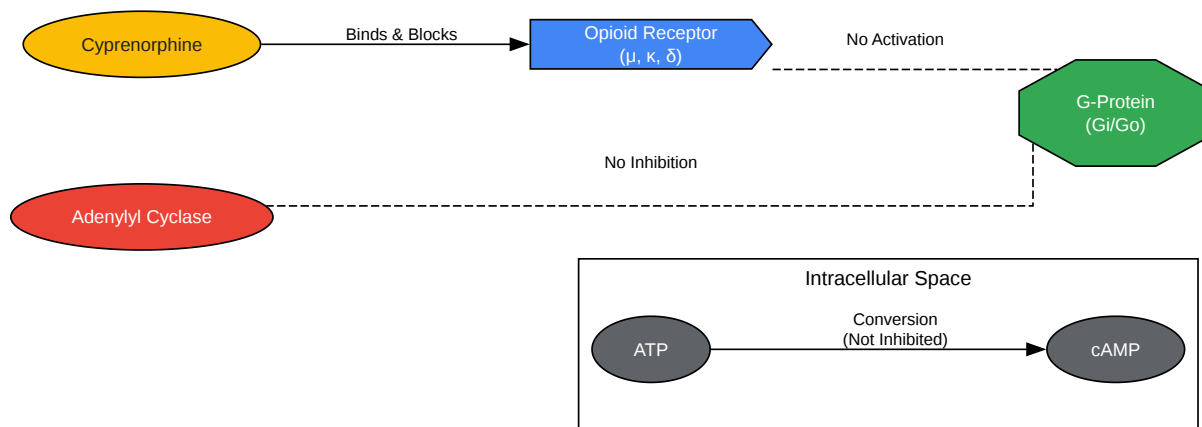 Cyprenorphine
Binds & Blocks
Opioid Receptor
(μ, κ, δ)
No Activation
G-Protein
(Gi/Go)
No Inhibition
Adenylyl Cyclase
Intracellular Space
ATP
Conversion
(Not Inhibited)
cAMP